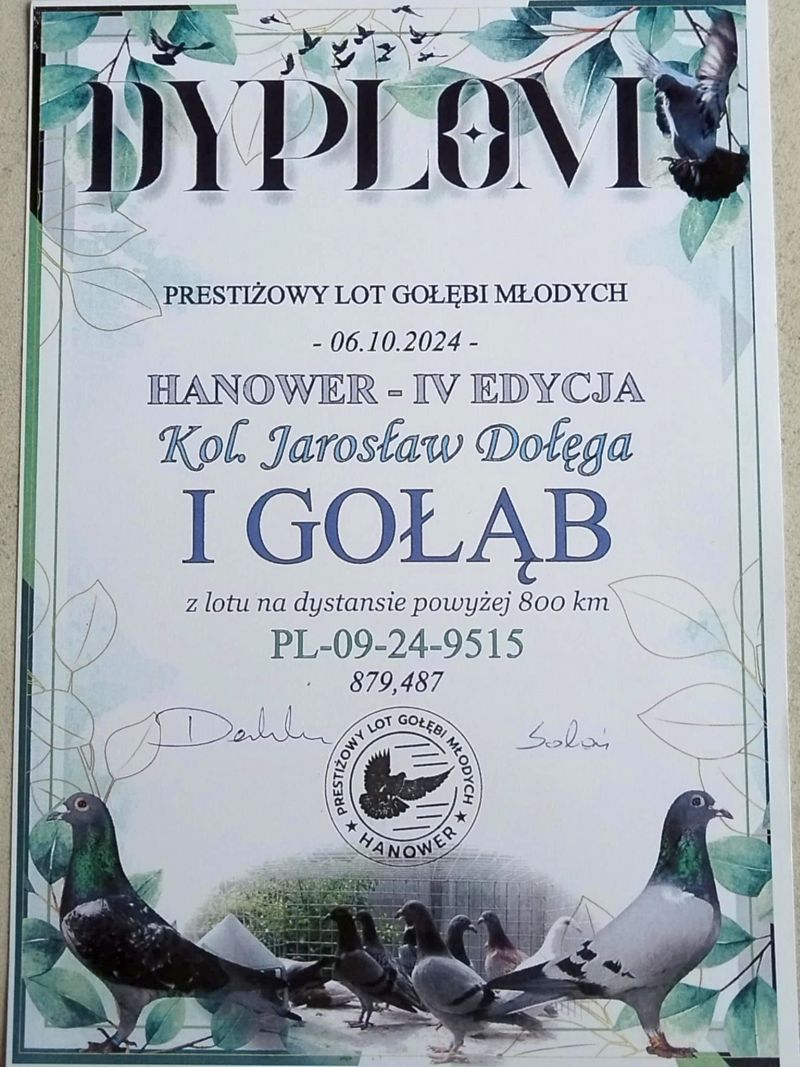 DYPLOM
PRESTIŻOWY LOT GOŁĘBI MŁODYCH
- 06.10.2024 -
HANOWER - IV EDYCJA
Kol. Jarosław Dołęga
I GOŁĄB
z lotu na dystansie powyżej 800 km
PL-09-24-9515
879,487
PRESTIŻOWY LOT GOŁĘBI MŁODYCH
★ HANOWER ★